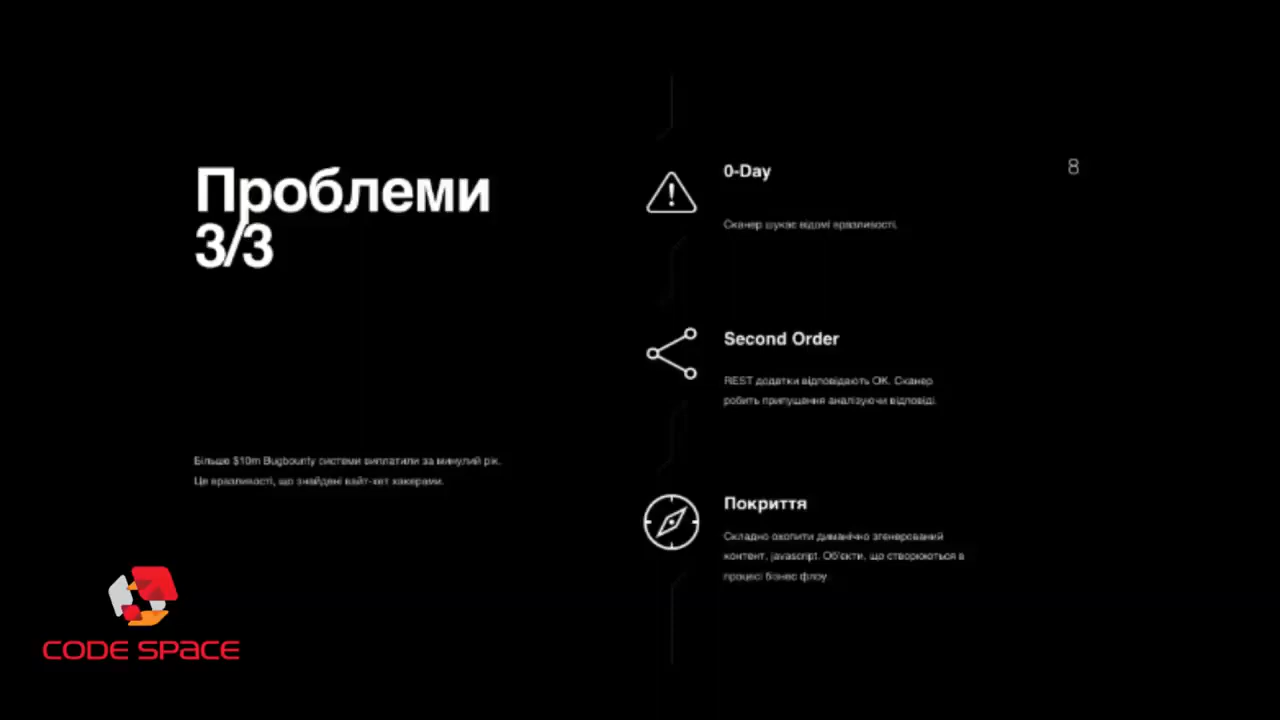 Проблеми
3/3
Більше $10m Bugbounty системи виплатили за минулий рік.
Це вразливості, що знайдені вайт-хет хакерами.
8
0-Day
Сканер шукає відомі вразливості.
Second Order
REST додатки відповідають ОК. Сканер
робить припущення аналізуючи відповіді.
Покриття
Складно охопити динамічно згенерований
контент, javascript. Об'єкти, що створюються в
процесі бізнес флоу.
CODE SPACE